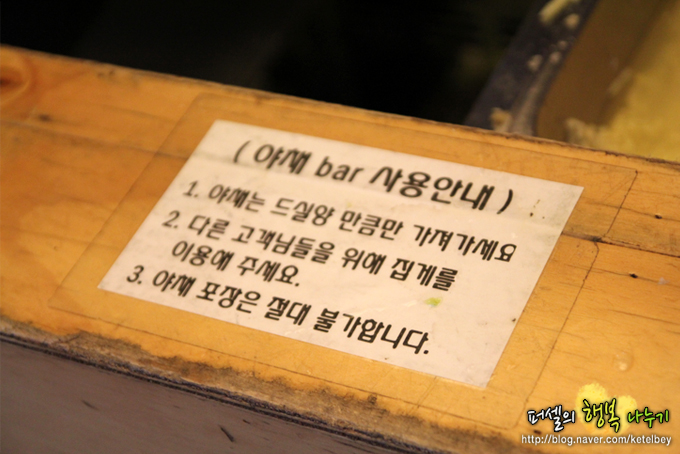 ( 야채 bar 사용안내 )
1. 야채는 드실양 만큼만 가져가세요
2. 다른 고객님들을 위해 집게를
이용해 주세요.
3. 야채 포장은 절대 불가합니다.
퍼셀의 행복 나누기
http://blog.naver.com/ketelbey